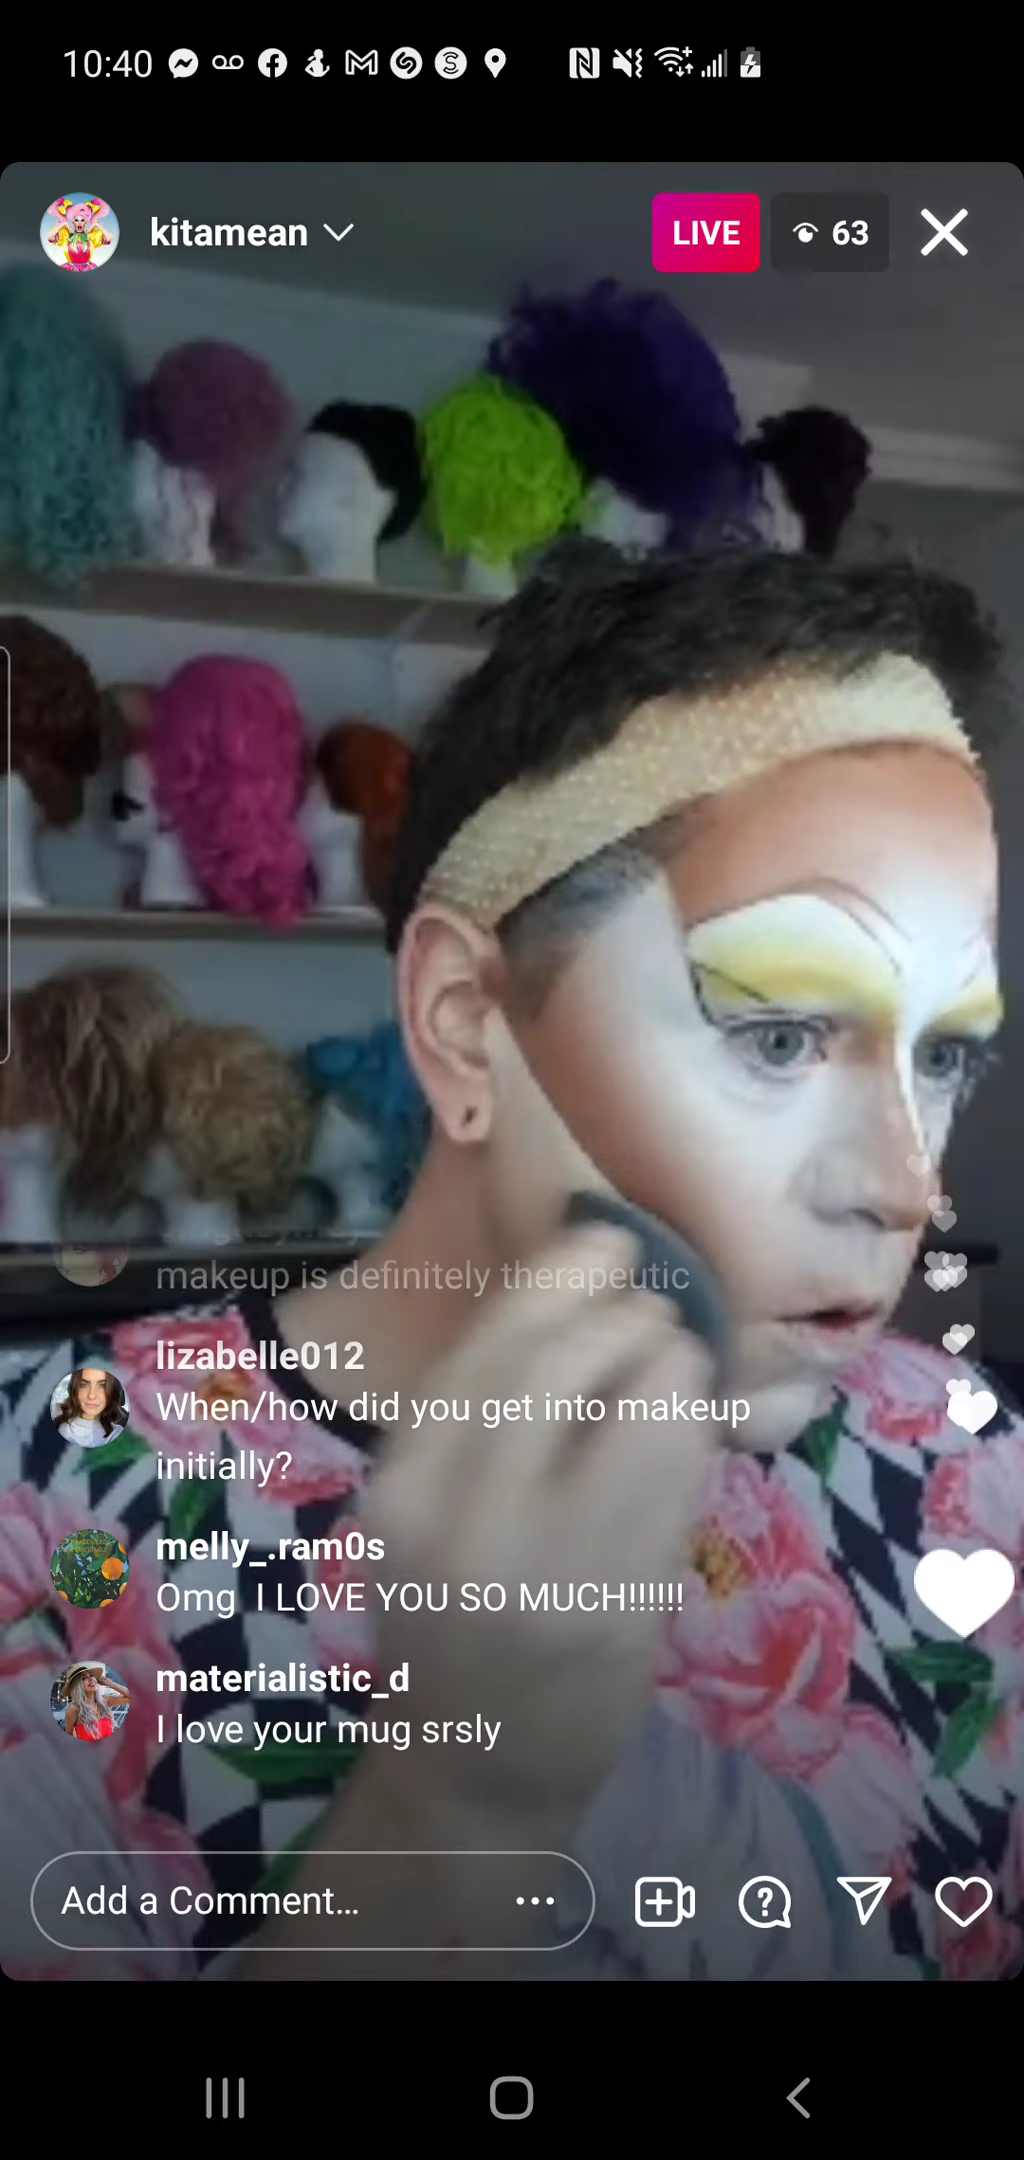 10:40
kitamean
LIVE
63
makeup is definitely therapeutic
lizabelle012
When/how did you get into makeup
initially?
melly_.ram0s
Omg I LOVE YOU SO MUCH!!!!!!
materialistic_d
I love your mug srsly
Add a Comment...